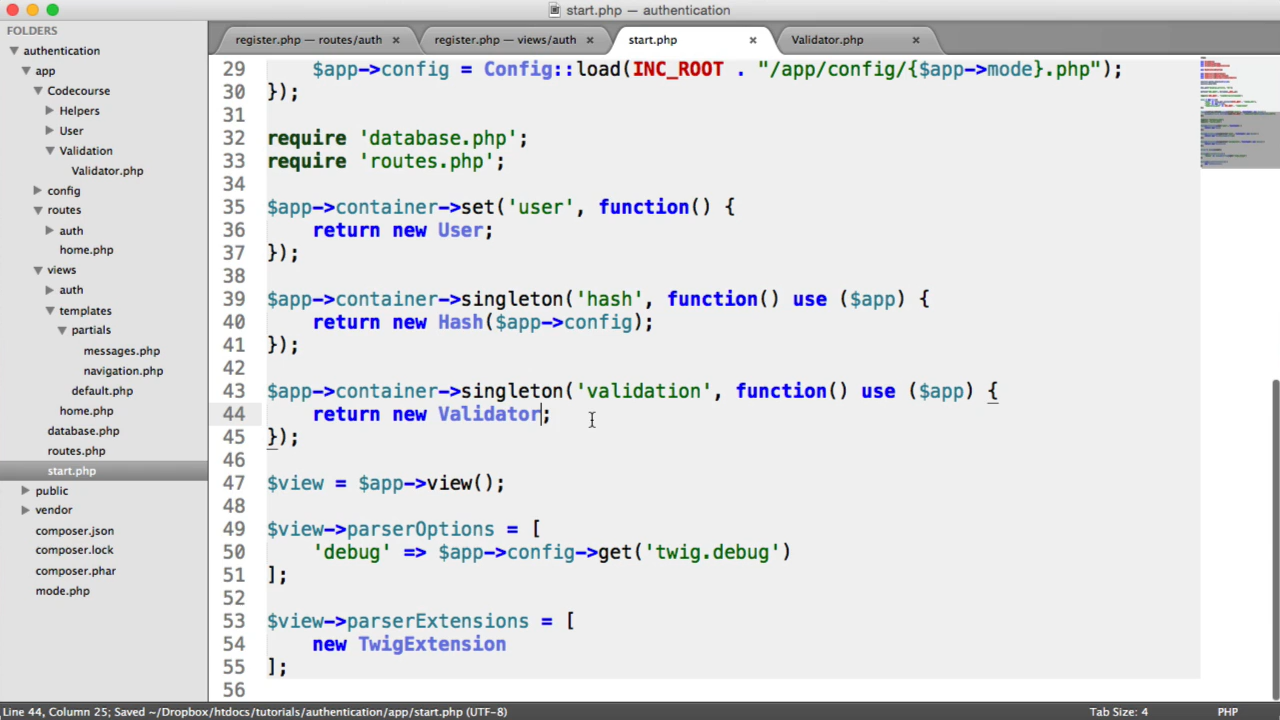 start.php — authentication
FOLDERS
authentication
app
Codecourse
Helpers
User
Validation
Validator.php
config
routes
auth
home.php
views
auth
templates
partials
messages.php
navigation.php
default.php
home.php
database.php
routes.php
start.php
public
vendor
composer.json
composer.lock
composer.phar
mode.php
register.php — routes/auth ×
register.php — views/auth ×
start.php ×
Validator.php ×
29 $app->config = Config::load(INC_ROOT . "/app/config/{$app->mode}.php");
30 });
31
32 require 'database.php';
33 require 'routes.php';
34
35 $app->container->set('user', function() {
36 return new User;
37 });
38
39 $app->container->singleton('hash', function() use ($app) {
40 return new Hash($app->config);
41 });
42
43 $app->container->singleton('validation', function() use ($app) {
44 return new Validator;
45 });
46
47 $view = $app->view();
48
49 $view->parserOptions = [
50 'debug' => $app->config->get('twig.debug')
51 ];
52
53 $view->parserExtensions = [
54 new TwigExtension
55 ];
56
Line 44, Column 25; Saved ~/Dropbox/htdocs/tutorials/authentication/app/start.php (UTF-8)
Tab Size: 4
PHP